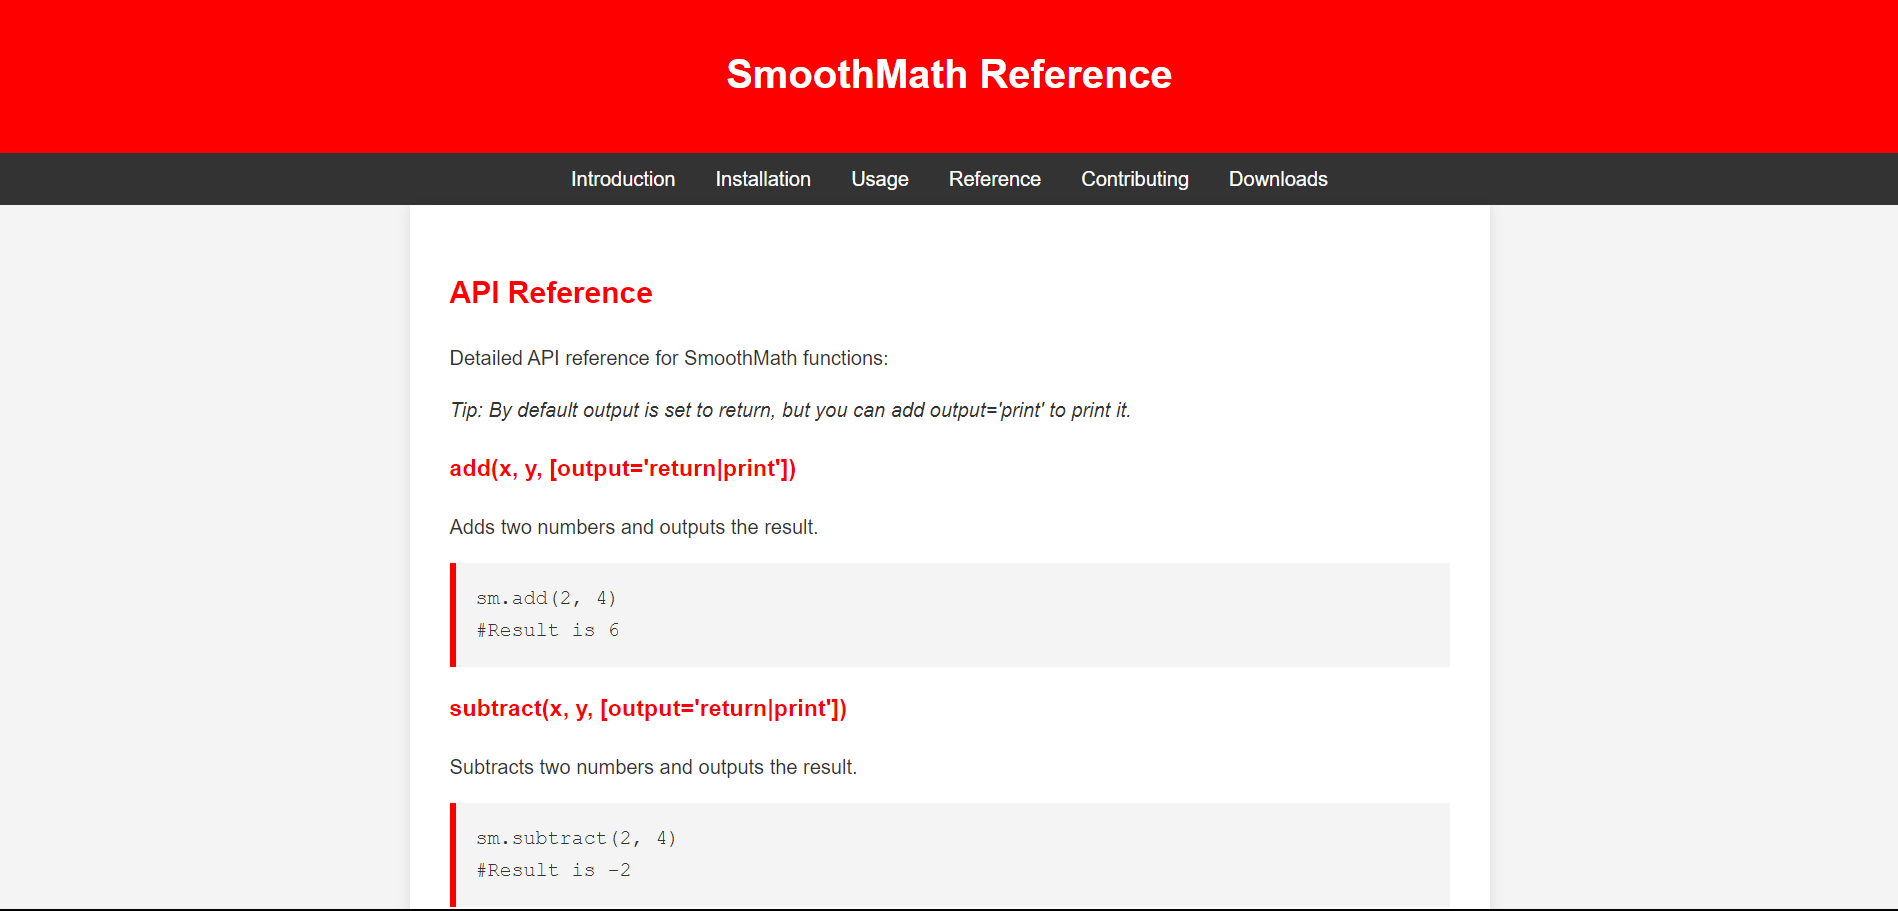 SmoothMath Reference
Introduction Installation Usage Reference Contributing Downloads
API Reference
Detailed API reference for SmoothMath functions:
Tip: By default output is set to return, but you can add output='print' to print it.
add(x, y, [output='return|print'])
Adds two numbers and outputs the result.
sm.add(2, 4)
#Result is 6
subtract(x, y, [output='return|print'])
Subtracts two numbers and outputs the result.
sm.subtract(2, 4)
#Result is -2